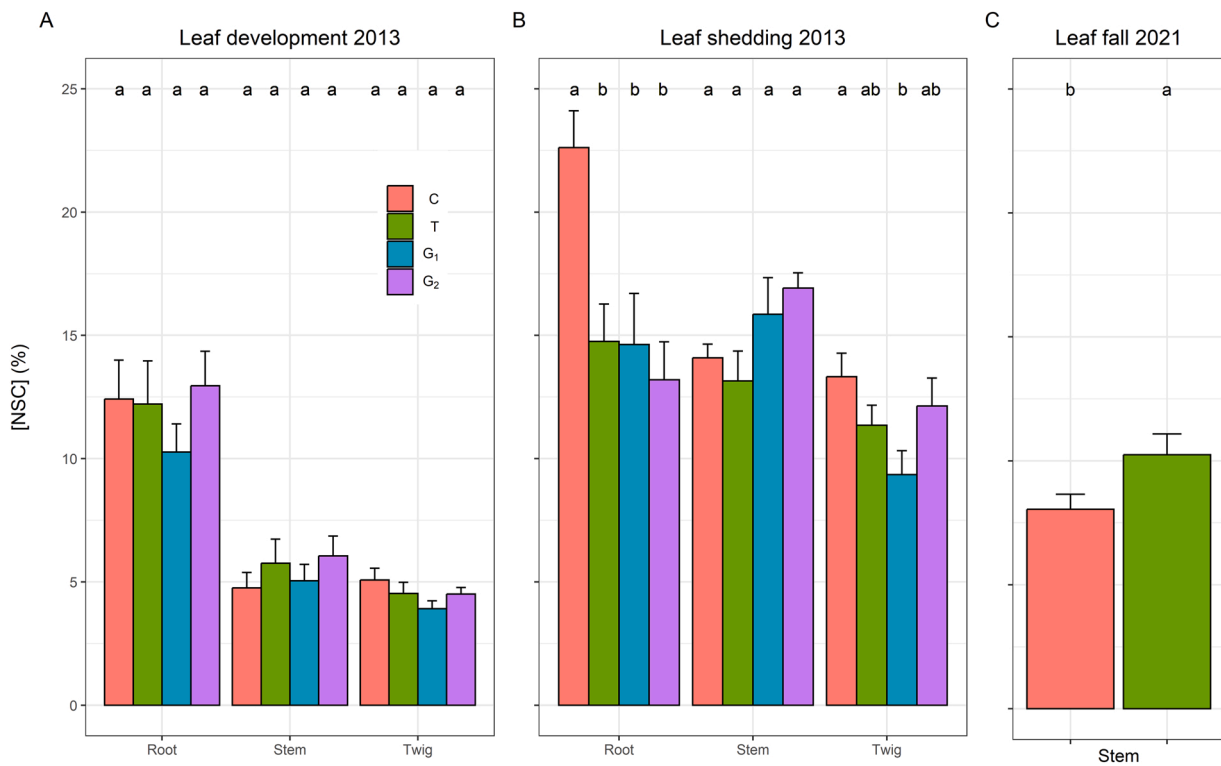 A
B
C
Leaf development 2013
Leaf shedding 2013
Leaf fall 2021
[NSC] (%)
25
20
15
10
5
0
a a a a a a a a a a a a
C
T
G₁
G₂
Root Stem Twig
a b b b a a a a a ab b ab
Root Stem Twig
b a
Stem